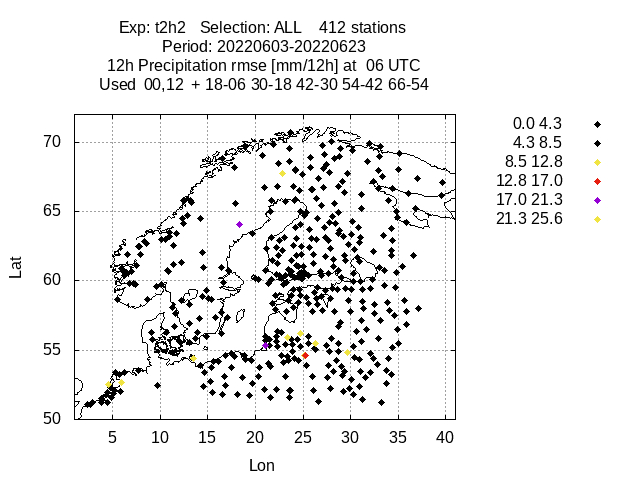 Exp: t2h2 Selection: ALL 412 stations
Period: 20220603-20220623
12h Precipitation rmse [mm/12h] at 06 UTC
Used 00,12 + 18-06 30-18 42-30 54-42 66-54
70
65
60
55
50
Lat
5 10 15 20 25 30 35 40
Lon
0.0 4.3
4.3 8.5
8.5 12.8
12.8 17.0
17.0 21.3
21.3 25.6